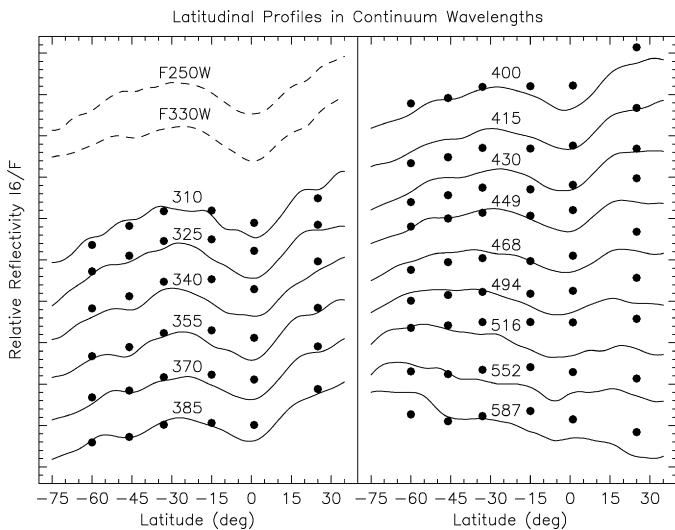 Latitudinal Profiles in Continuum Wavelengths
Relative Reflectivity I6/F
F250W
F330W
310
325
340
355
370
385
400
415
430
449
468
494
516
552
587
−75 −60 −45 −30 −15 0 15 30
−75 −60 −45 −30 −15 0 15 30
Latitude (deg)
Latitude (deg)